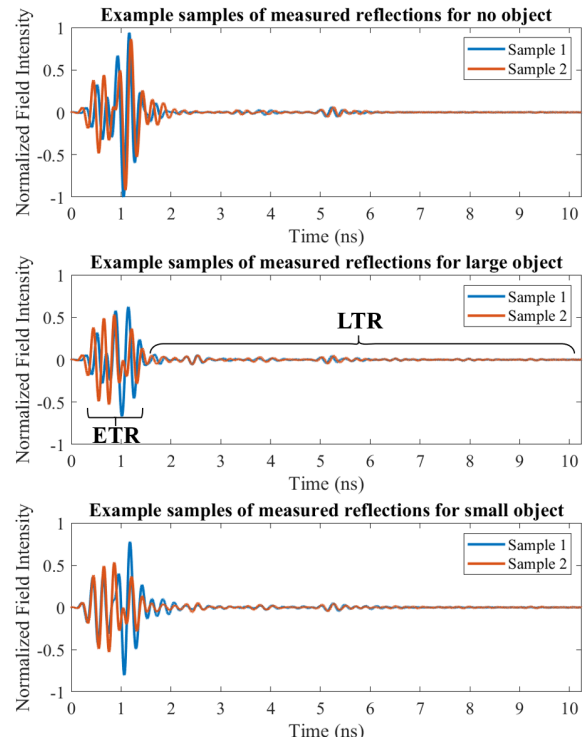 Example samples of measured reflections for no object
Normalized Field Intensity
1
0.5
0
-0.5
-1
Sample 1
Sample 2
0 1 2 3 4 5 6 7 8 9 10
Time (ns)
Example samples of measured reflections for large object
Normalized Field Intensity
1
0.5
0
-0.5
-1
Sample 1
Sample 2
LTR
ETR
0 1 2 3 4 5 6 7 8 9 10
Time (ns)
Example samples of measured reflections for small object
Normalized Field Intensity
1
0.5
0
-0.5
-1
Sample 1
Sample 2
0 1 2 3 4 5 6 7 8 9 10
Time (ns)